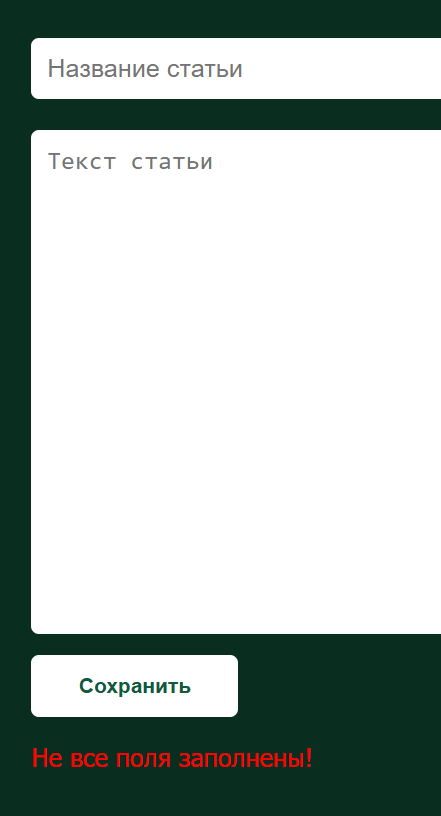 Название статьи
Текст статьи
Сохранить
Не все поля заполнены!